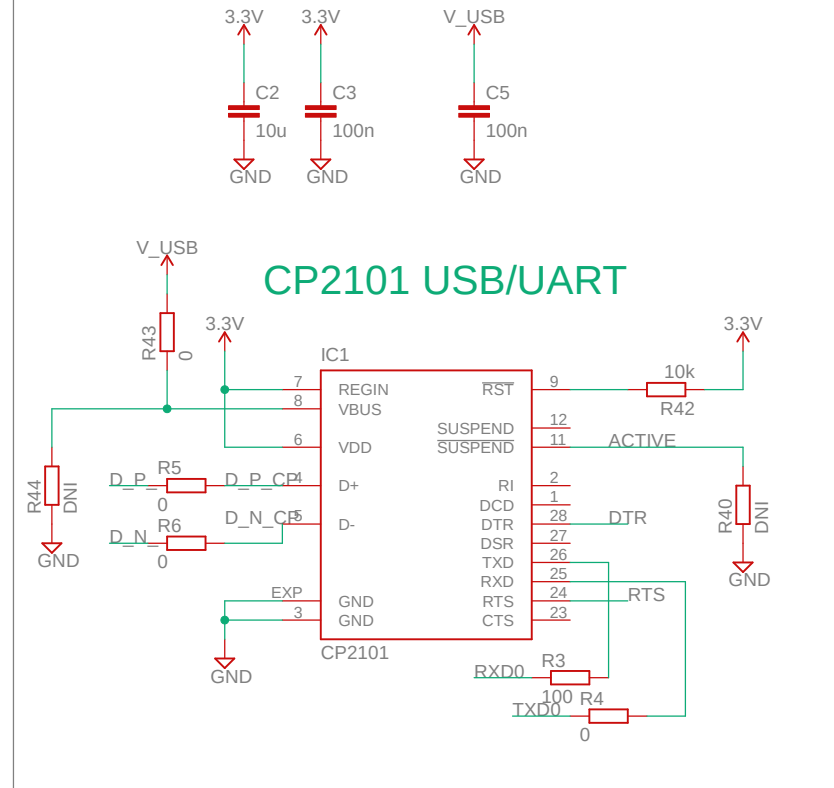 3.3V 3.3V V_USB
C2 C3 C5
10u 100n 100n
GND GND GND
V_USB
CP2101 USB/UART
3.3V 3.3V
R43
0
IC1
10k
R42
7 REGIN RST 9
8 VBUS
SUSPEND 12
6 VDD SUSPEND 11 ACTIVE
R44
DNI
D_P_ R5 D_P_CP 4 D+ RI 2
0
DCD 1
D_N_ R6 D_N_CP 5 D- DTR 28 DTR
0
R40
DNI
DSR 27
TXD 26
GND
RXD 25
GND
EXP GND RTS 24 RTS
3 GND CTS 23
CP2101
GND
RXD0 R3
100
TXD0 R4
0